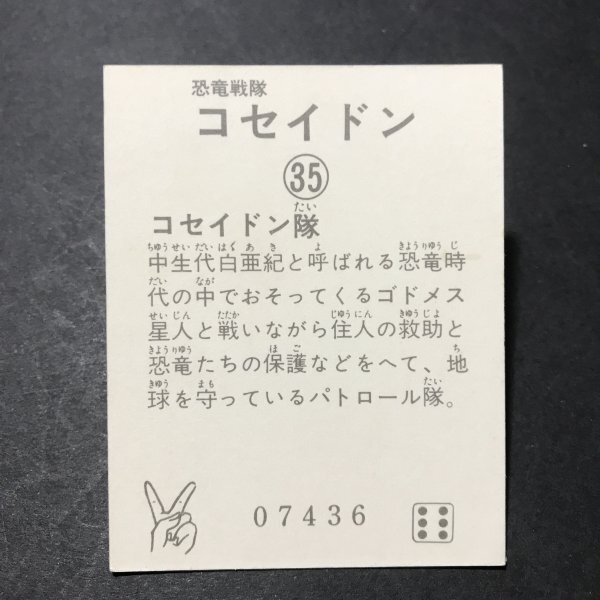 恐竜戦隊
コセイドン
35
コセイドン隊
中生代白亜紀と呼ばれる恐竜時
代の中でおそってくるゴドメス
星人と戦いながら住人の救助と
恐竜たちの保護などをへて、地
球を守っているパトロール隊。
07436